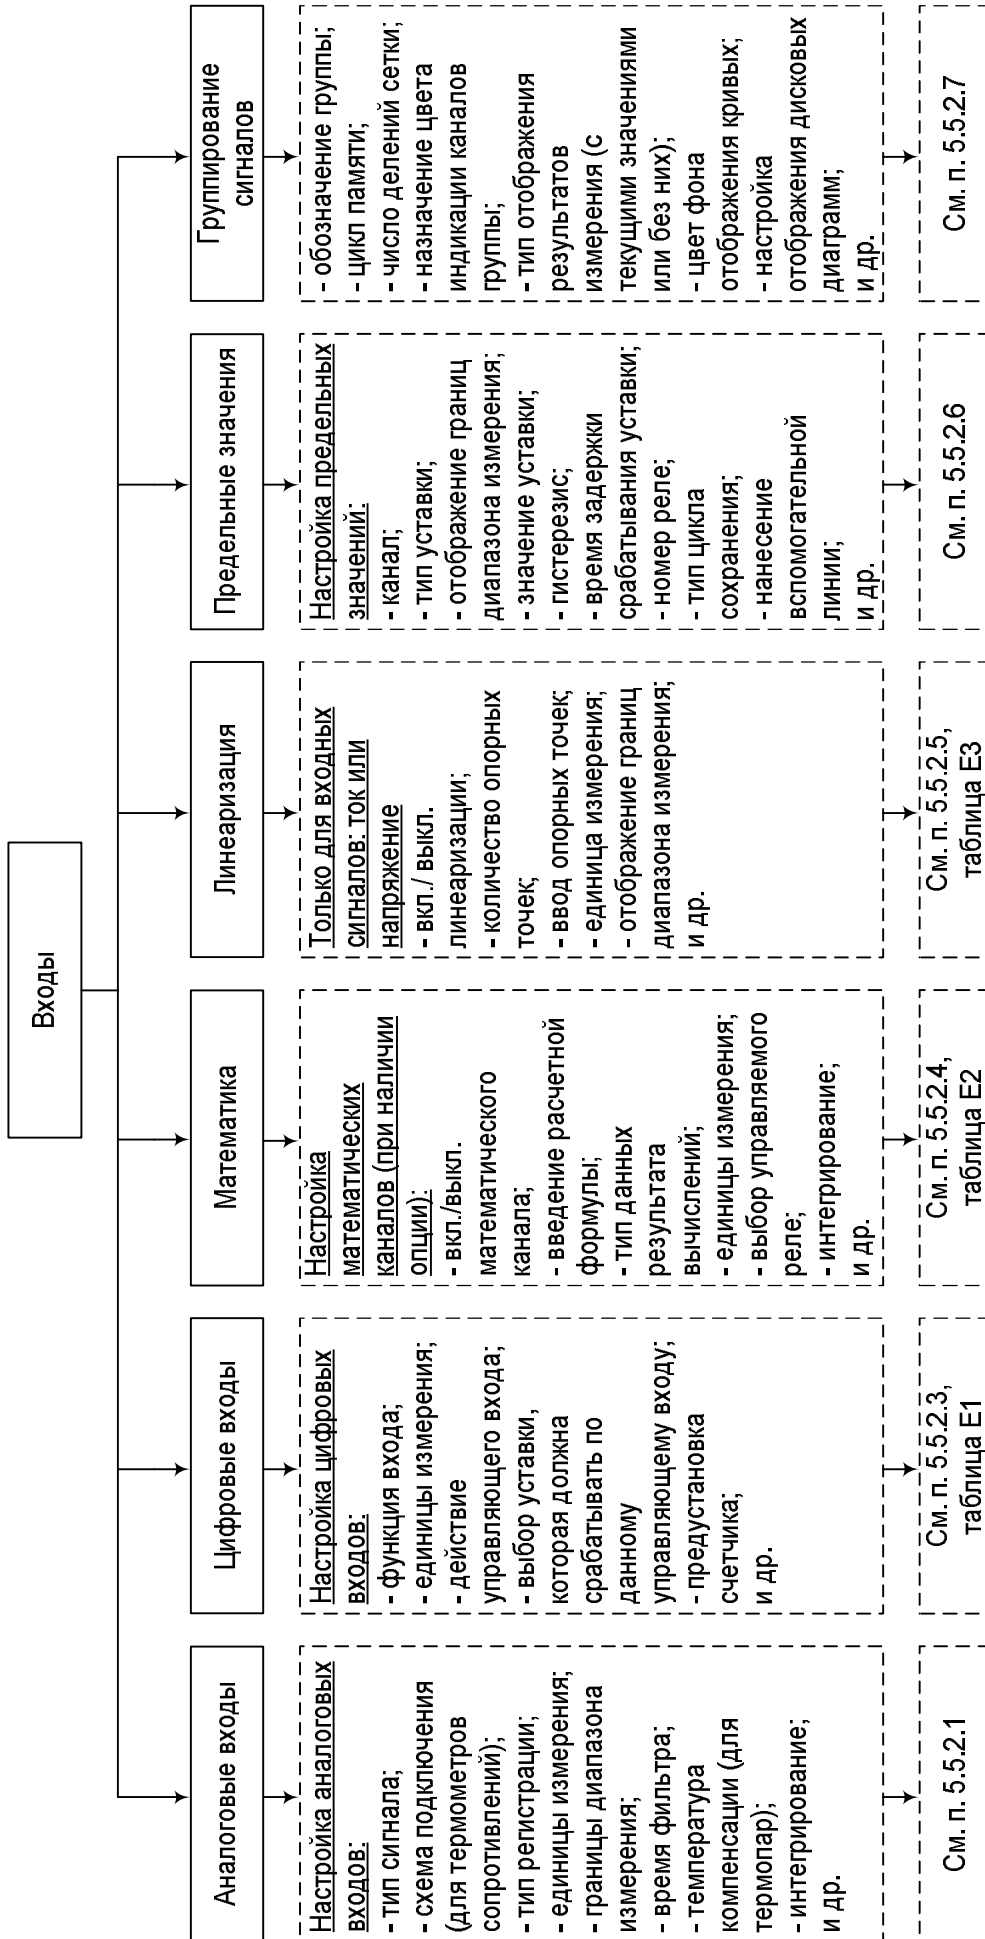 Входы
Аналоговые входы
Настройка аналоговых
входов:
- тип сигнала;
- схема подключения
(для термометров
сопротивлений);
- тип регистрации;
- единицы измерения;
- границы диапазона
измерения;
- время фильтра;
- температура
компенсации (для
термопар);
- интегрирование;
и др.
См. п. 5.5.2.1
Цифровые входы
Настройка цифровых
входов:
- функция входа;
- единицы измерения;
- действие
управляющего входа;
- выбор уставки,
которая должна
срабатывать по
данному
управляющему входу;
- предустановка
счетчика;
и др.
См. п. 5.5.2.3,
таблица Е1
Математика
Настройка
математических
каналов (при наличии
опции):
- вкл./выкл.
математического
канала;
- введение расчетной
формулы;
- тип данных
результата
вычислений;
- единицы измерения;
- выбор управляемого
реле;
- интегрирование;
и др.
См. п. 5.5.2.4,
таблица Е2
Линеаризация
Только для входных
сигналов: ток или
напряжение
- вкл./ выкл.
линеаризации;
- количество опорных
точек;
- ввод опорных точек;
- единица измерения;
- отображение границ
диапазона измерения;
и др.
См. п. 5.5.2.5,
таблица Е3
Предельные значения
Настройка предельных
значений:
- канал;
- тип уставки;
- отображение границ
диапазона измерения;
- значение уставки;
- гистерезис;
- время задержки
срабатывания уставки;
- номер реле;
- тип цикла
сохранения;
- нанесение
вспомогательной
линии;
и др.
См. п. 5.5.2.6
Группирование
сигналов
- обозначение группы;
- цикл памяти;
- число делений сетки;
- назначение цвета
индикации каналов
группы;
- тип отображения
результатов
измерения (с
текущими значениями
или без них);
- цвет фона
отображения кривых;
- настройка
отображения дисковых
диаграмм;
и др.
См. п. 5.5.2.7